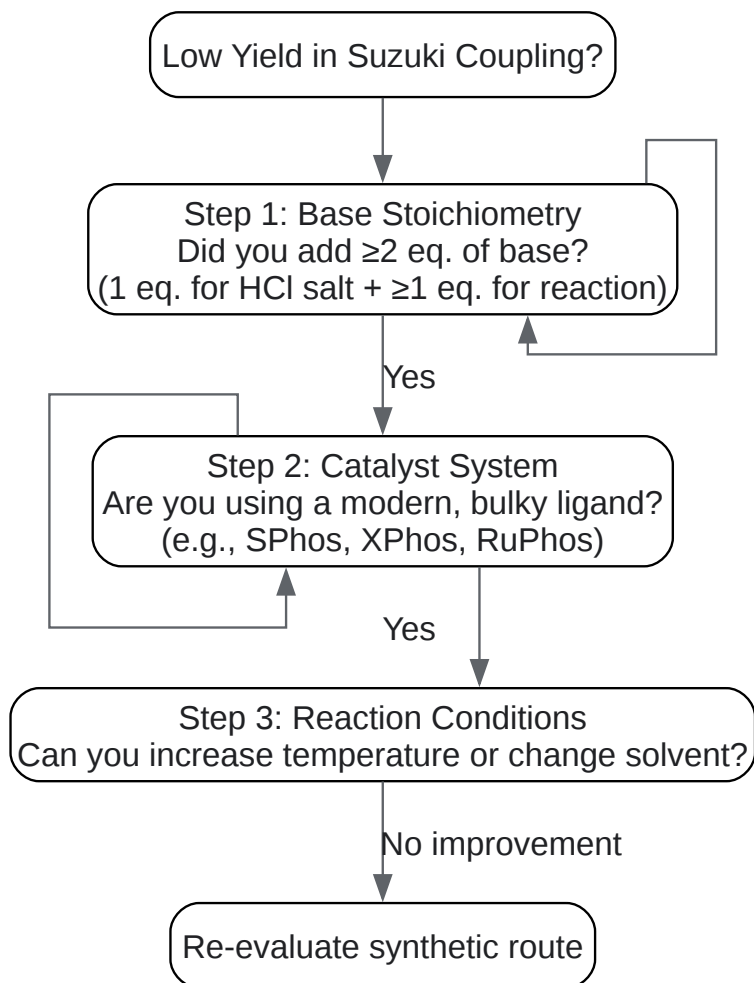 Low Yield in Suzuki Coupling?
Step 1: Base Stoichiometry
Did you add ≥2 eq. of base?
(1 eq. for HCl salt + ≥1 eq. for reaction)
Yes
Step 2: Catalyst System
Are you using a modern, bulky ligand?
(e.g., SPhos, XPhos, RuPhos)
Yes
Step 3: Reaction Conditions
Can you increase temperature or change solvent?
No improvement
Re-evaluate synthetic route